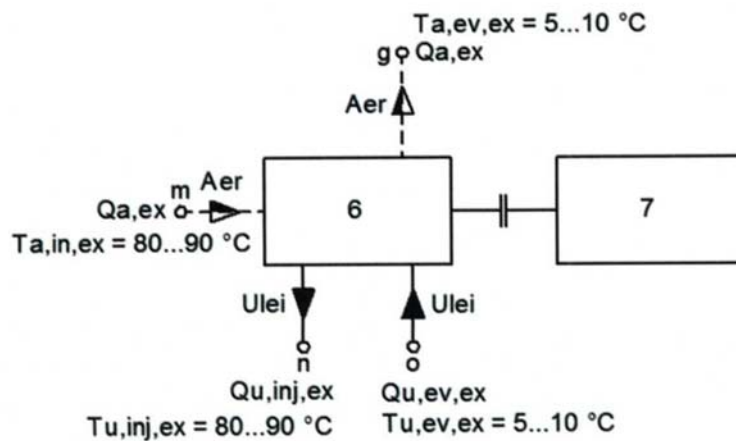 Ta,ev,ex = 5...10 °C
g Qa,ex
Aer
m Aer
Qa,ex
Ta,in,ex = 80...90 °C
6
7
Ulei
Ulei
n
o
Qu,inj,ex
Qu,ev,ex
Tu,inj,ex = 80...90 °C
Tu,ev,ex = 5...10 °C